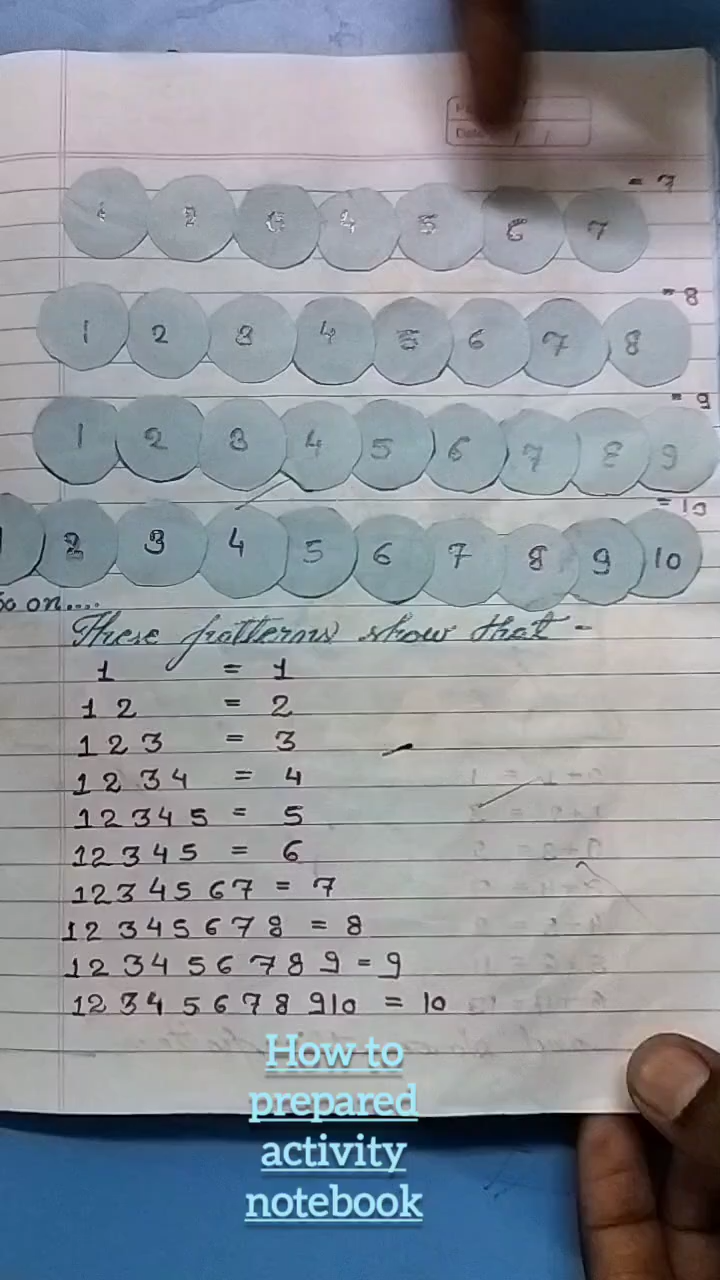 Date / /
= 7
1 2 3 4 5 6 7
= 8
1 2 3 4 5 6 7 8
= 9
1 2 3 4 5 6 7 8 9
= 10
1 2 3 4 5 6 7 8 9 10
So on....
These patterns show that -
1 = 1
1 2 = 2
1 2 3 = 3
1 2 3 4 = 4
1 2 3 4 5 = 5
1 2 3 4 5 = 6
1 2 3 4 5 6 7 = 7
1 2 3 4 5 6 7 8 = 8
1 2 3 4 5 6 7 8 9 = 9
1 2 3 4 5 6 7 8 9 10 = 10
How to
prepared
activity
notebook